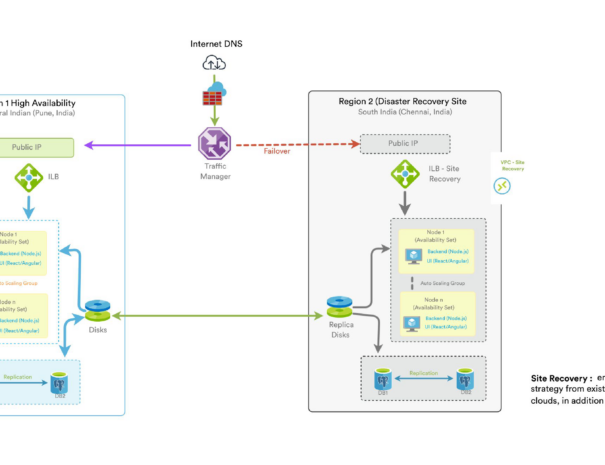 Internet DNS
n 1 High Availability
ral Indian (Pune, India)
Region 2 (Disaster Recovery Site
South India (Chennai, India)
Public IP
Failover
Public IP
Traffic
Manager
ILB
ILB - Site
Recovery
VPC - Site
Recovery
Node 1
ilability Set)
Backend (Node.js)
UI (React/Angular)
to Scaling Group
Node n
ilability Set)
Backend (Node.js)
UI (React/Angular)
Node 1
(Availability Set)
Backend (Node.js)
UI (React/Angular)
Auto Scaling Group
Node n
(Availability Set)
Backend (Node.js)
UI (React/Angular)
Disks
Replica
Disks
Replication
DB2
DB1
Replication
DB2
Site Recovery : en
strategy from exist
clouds, in addition